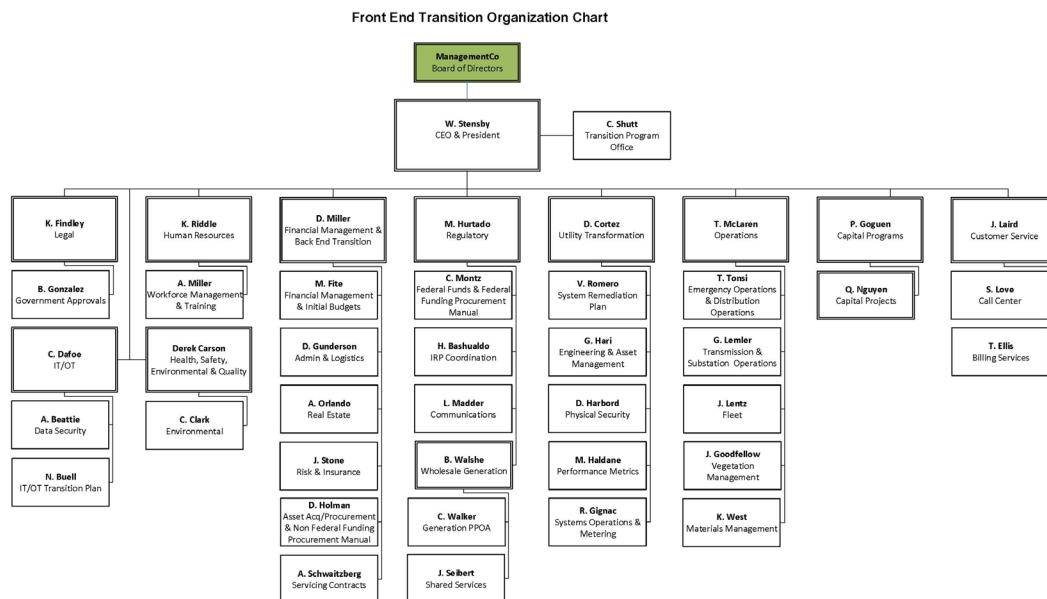 Front End Transition Organization Chart
ManagementCo
Board of Directors
W. Stensby
CEO & President
C. Shutt
Transition Program
Office
K. Findley
Legal
B. Gonzalez
Government Approvals
C. Dafoe
IT/OT
A. Beattie
Data Security
N. Buell
IT/OT Transition Plan
K. Riddle
Human Resources
A. Miller
Workforce Management
& Training
Derek Carson
Health, Safety,
Environmental & Quality
C. Clark
Environmental
D. Miller
Financial Management &
Back End Transition
M. Fite
Financial Management
& Initial Budgets
D. Gunderson
Admin & Logistics
A. Orlando
Real Estate
J. Stone
Risk & Insurance
D. Holman
Asset Acq/Procurement
& Non Federal Funding
Procurement Manual
A. Schwaitzberg
Servicing Contracts
M. Hurtado
Regulatory
C. Montz
Federal Funds & Federal
Funding Procurement
Manual
H. Bashualdo
IRP Coordination
L. Madder
Communications
B. Walshe
Wholesale Generation
C. Walker
Generation PPOA
J. Seibert
Shared Services
D. Cortez
Utility Transformation
V. Romero
System Remediation
Plan
G. Hari
Engineering & Asset
Management
D. Harbord
Physical Security
M. Haldane
Performance Metrics
R. Gignac
Systems Operations &
Metering
T. McLaren
Operations
T. Tonsi
Emergency Operations
& Distribution
Operations
G. Lemler
Transmission &
Substation Operations
J. Lentz
Fleet
J. Goodfellow
Vegetation
Management
K. West
Materials Management
P. Goguen
Capital Programs
Q. Nguyen
Capital Projects
J. Laird
Customer Service
S. Love
Call Center
T. Ellis
Billing Services